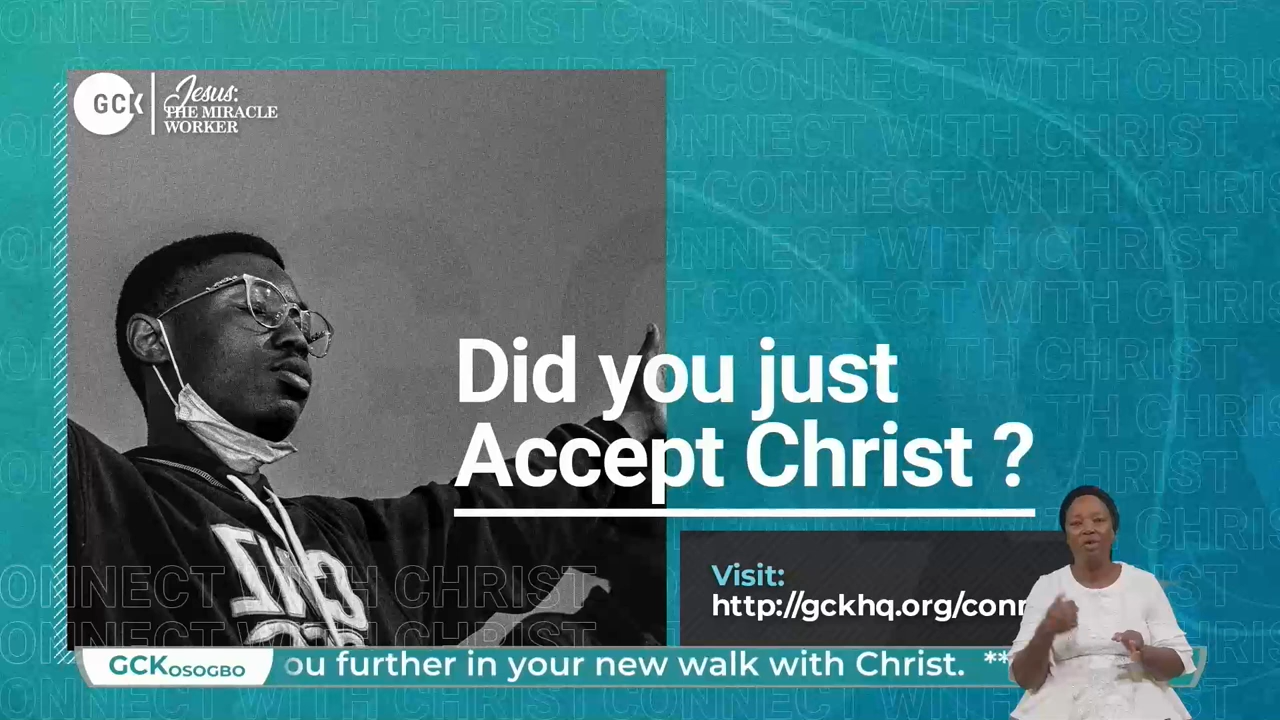 CONNECT WITH CHRIST
GCK
Jesus:
THE MIRACLE
WORKER
Did you just
Accept Christ ?
Visit:
http://gckhq.org/conn
GCKOSOGBO
ou further in your new walk with Christ. **